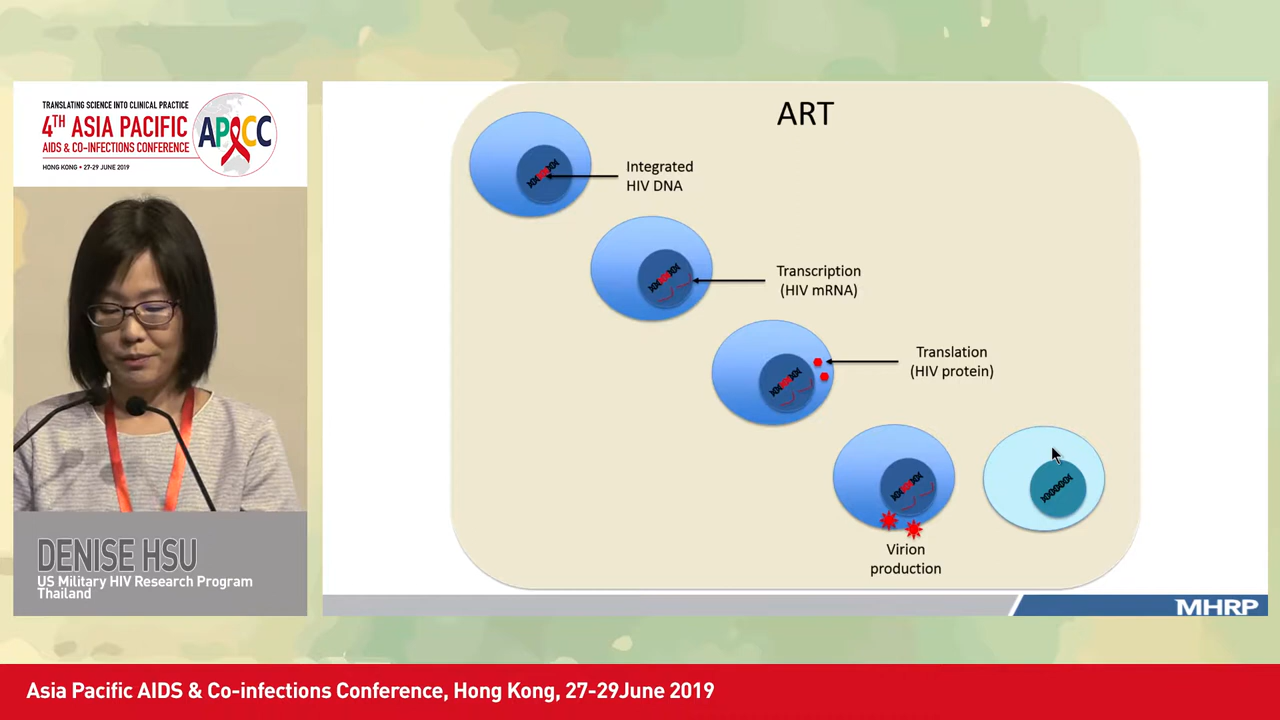 TRANSLATING SCIENCE INTO CLINICAL PRACTICE
4TH ASIA PACIFIC
AIDS & CO-INFECTIONS CONFERENCE
HONG KONG • 27-29 JUNE 2019
APACC
ART
Integrated
HIV DNA
Transcription
(HIV mRNA)
Translation
(HIV protein)
Virion
production
DENISE HSU
US Military HIV Research Program
Thailand
MHRP
Asia Pacific AIDS & Co-infections Conference, Hong Kong, 27-29June 2019